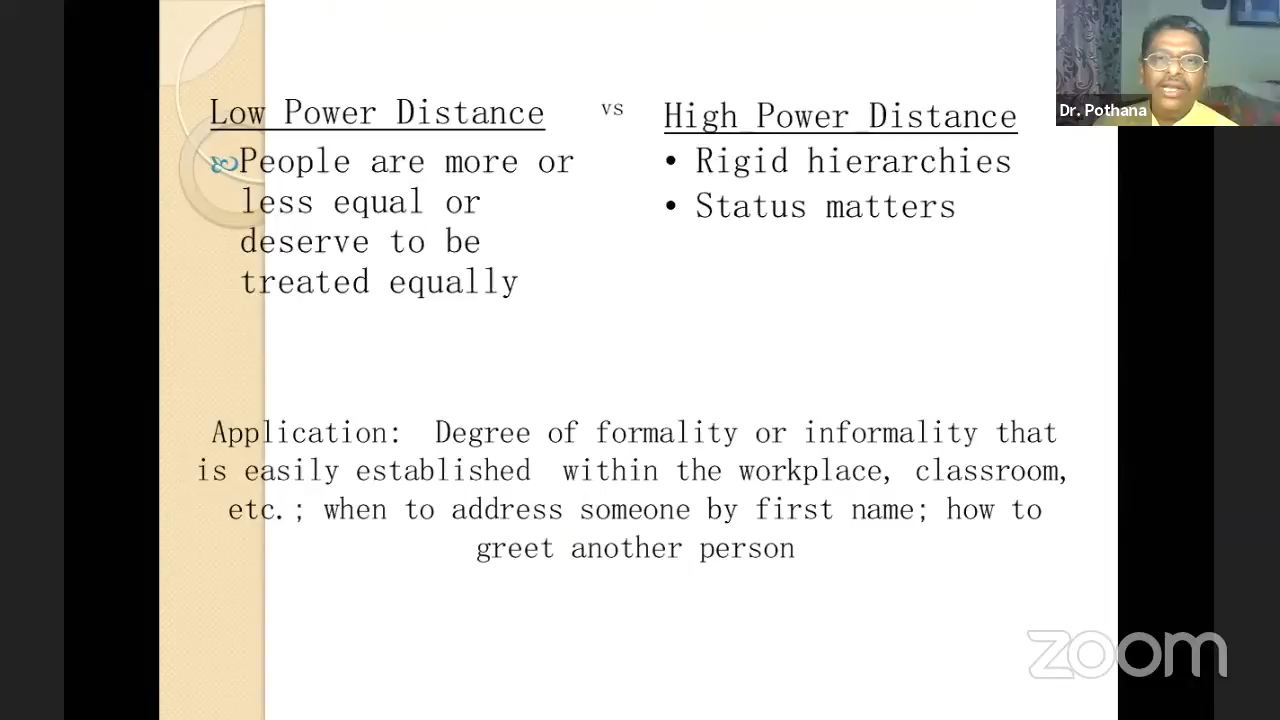 Low Power Distance
vs
High Power Distance
People are more or
less equal or
deserve to be
treated equally
• Rigid hierarchies
• Status matters
Application: Degree of formality or informality that
is easily established within the workplace, classroom,
etc.; when to address someone by first name; how to
greet another person
Dr. Pothana
zoom